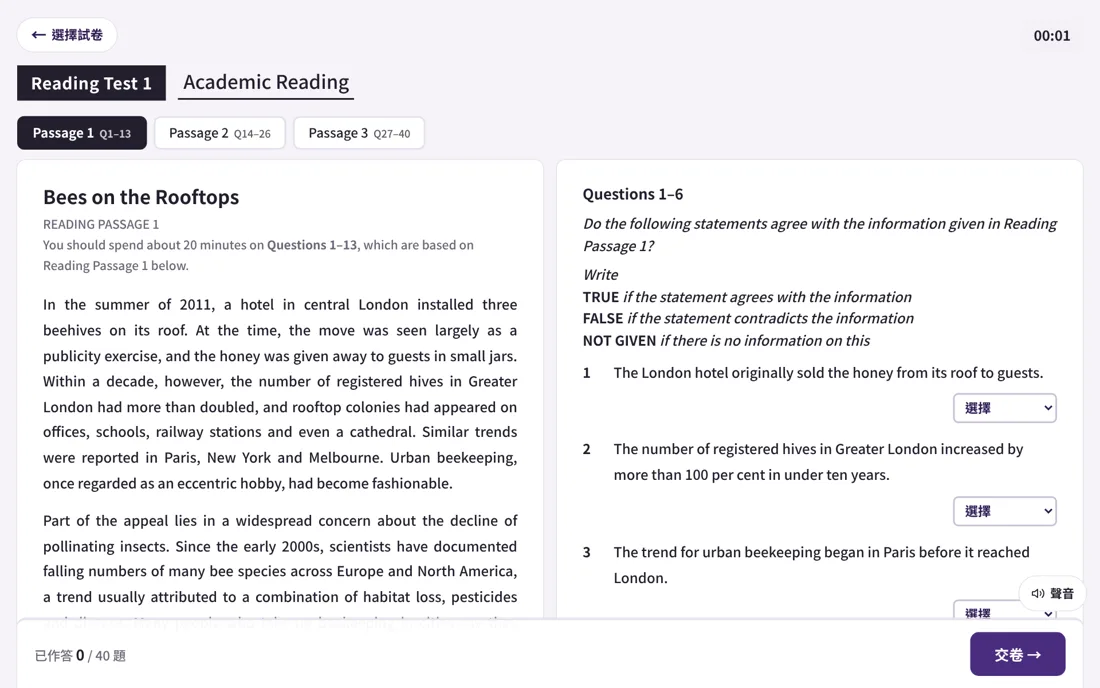 ← 選擇試卷
00:01
Reading Test 1
Academic Reading
Passage 1 Q1–13
Passage 2 Q14–26
Passage 3 Q27–40
Bees on the Rooftops
READING PASSAGE 1
You should spend about 20 minutes on Questions 1–13, which are based on
Reading Passage 1 below.
In the summer of 2011, a hotel in central London installed three
beehives on its roof. At the time, the move was seen largely as a
publicity exercise, and the honey was given away to guests in small jars.
Within a decade, however, the number of registered hives in Greater
London had more than doubled, and rooftop colonies had appeared on
offices, schools, railway stations and even a cathedral. Similar trends
were reported in Paris, New York and Melbourne. Urban beekeeping,
once regarded as an eccentric hobby, had become fashionable.
Part of the appeal lies in a widespread concern about the decline of
pollinating insects. Since the early 2000s, scientists have documented
falling numbers of many bee species across Europe and North America,
a trend usually attributed to a combination of habitat loss, pesticides
Questions 1–6
Do the following statements agree with the information given in Reading
Passage 1?
Write
TRUE if the statement agrees with the information
FALSE if the statement contradicts the information
NOT GIVEN if there is no information on this
1 The London hotel originally sold the honey from its roof to guests.
選擇
2 The number of registered hives in Greater London increased by
more than 100 per cent in under ten years.
選擇
3 The trend for urban beekeeping began in Paris before it reached
London.
選擇
聲音
已作答 0 / 40 題
交卷 →